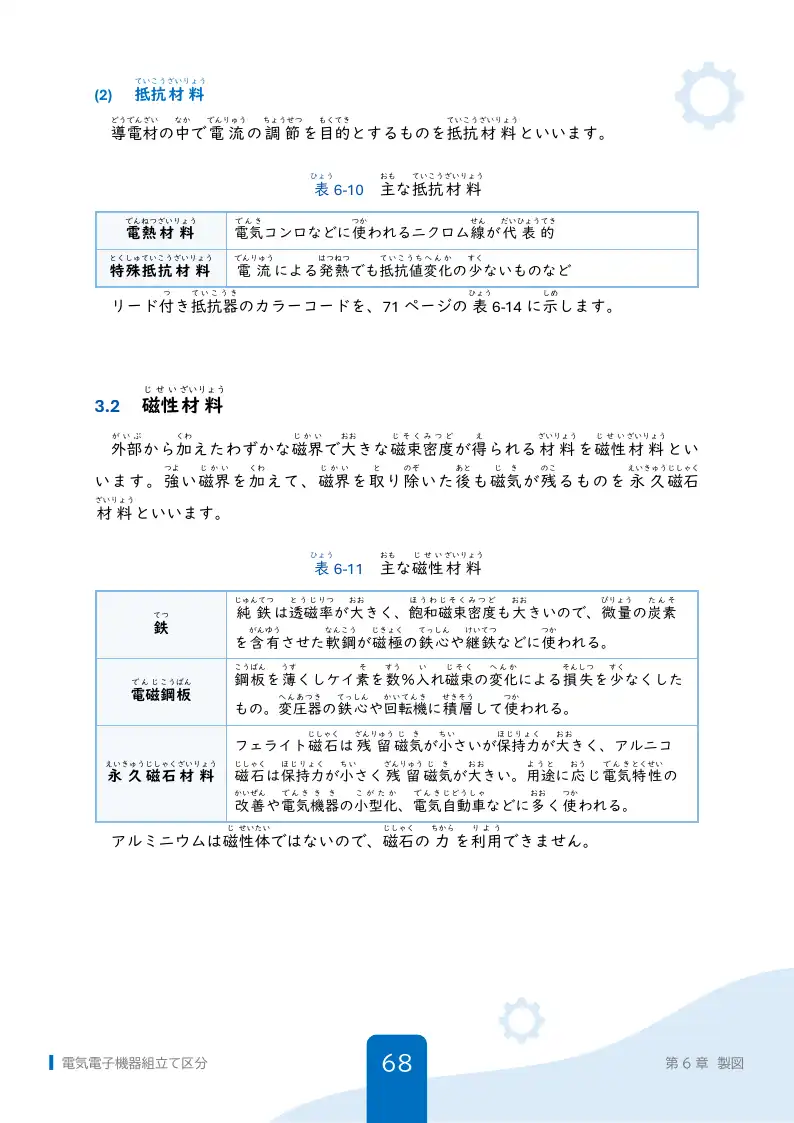 (2) 抵抗材料
導電材の中で電流の調節を目的とするものを抵抗材料といいます。
表 6-10 主な抵抗材料
電熱材料 電気コンロなどに使われるニクロム線が代表的
特殊抵抗材料 電流による発熱でも抵抗値変化の少ないものなど
リード付き抵抗器のカラーコードを、71 ページの表 6-14 に示します。
3.2 磁性材料
外部から加えたわずかな磁界で大きな磁束密度が得られる材料を磁性材料とい
います。強い磁界を加えて、磁界を取り除いた後も磁気が残るものを永久磁石
材料といいます。
表 6-11 主な磁性材料
鉄
純鉄は透磁率が大きく、飽和磁束密度も大きいので、微量の炭素
を含有させた軟鋼が磁極の鉄心や継鉄などに使われる。
電磁鋼板
鋼板を薄くしケイ素を数%入れ磁束の変化による損失を少なくした
もの。変圧器の鉄心や回転機に積層して使われる。
永久磁石材料
フェライト磁石は残留磁気が小さいが保持力が大きく、アルニコ
磁石は保持力が小さく残留磁気が大きい。用途に応じ電気特性の
改善や電気機器の小型化、電気自動車などに多く使われる。
アルミニウムは磁性体ではないので、磁石の力を利用できません。
電気電子機器組立て区分
68
第 6 章 製図